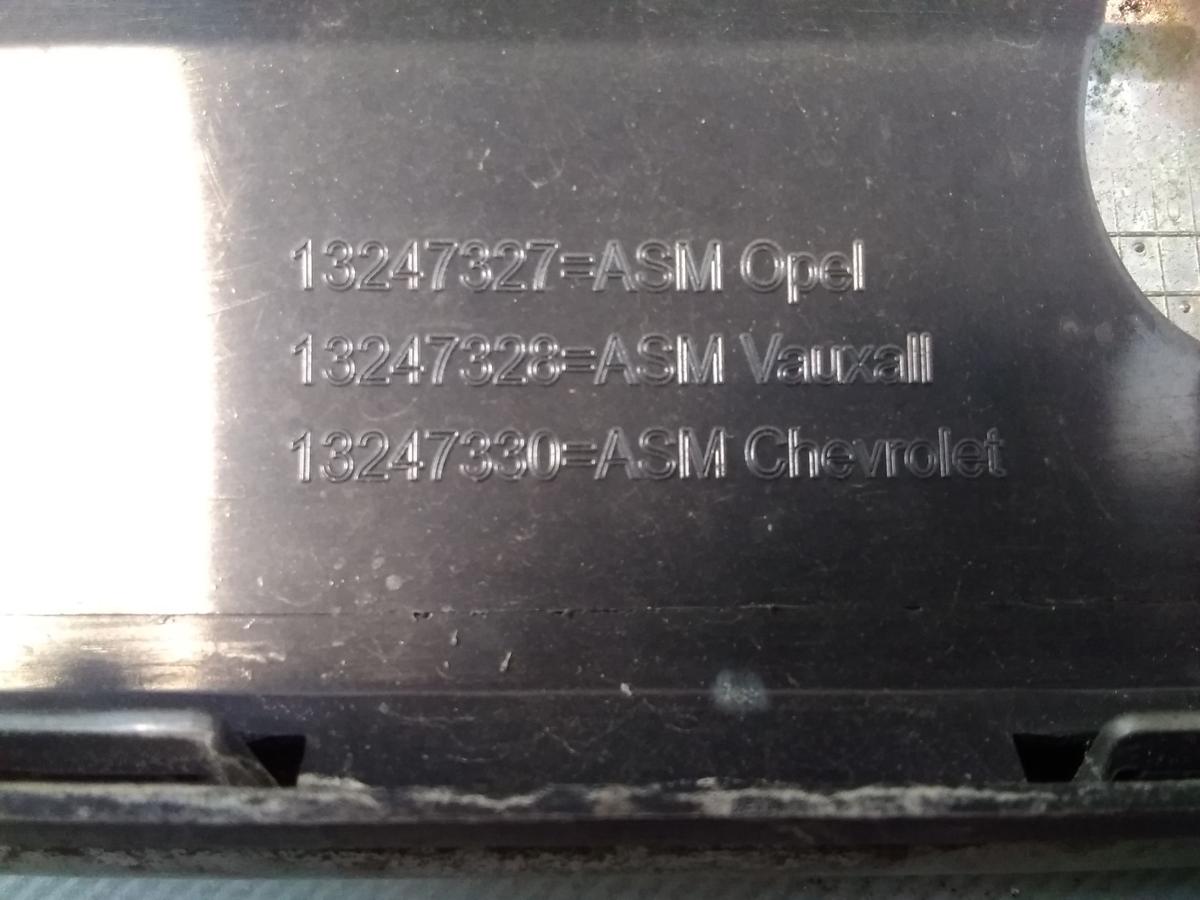 13247327=ASM Opel
13247328=ASM Vauxall
13247330=ASM Chevrolet